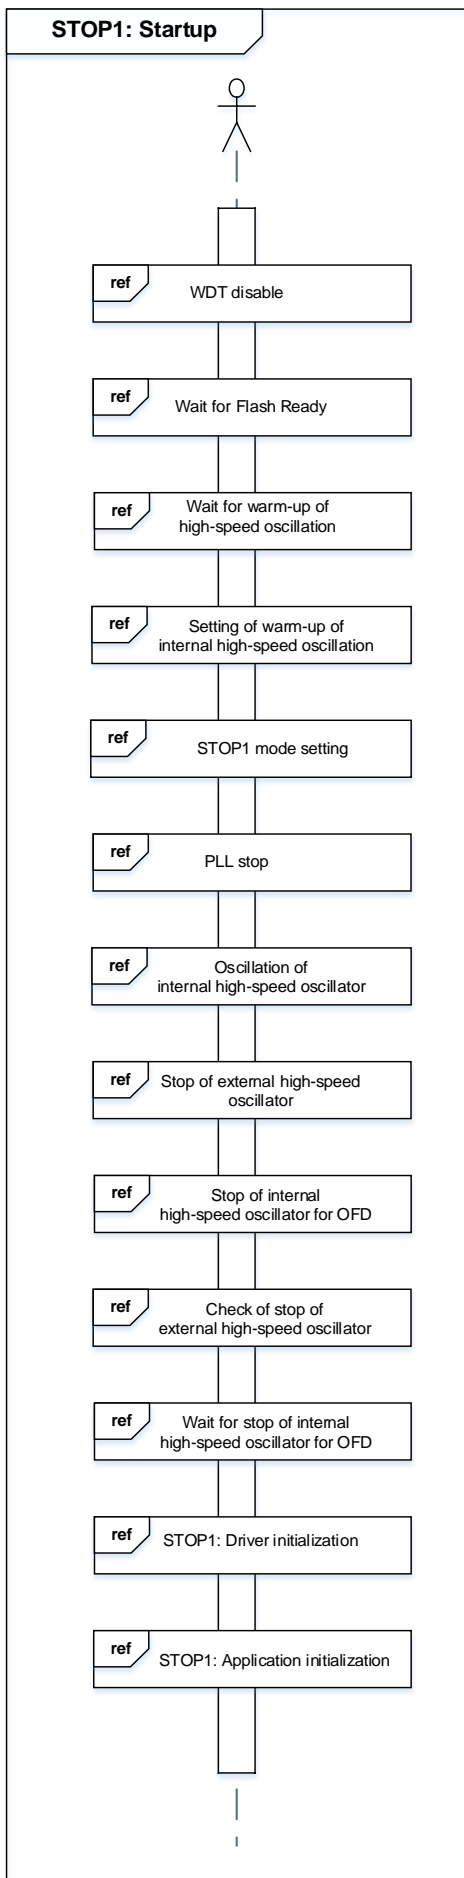 STOP1: Startup
ref
WDT disable
ref
Wait for Flash Ready
ref
Wait for warm-up of
high-speed oscillation
ref
Setting of warm-up of
internal high-speed oscillation
ref
STOP1 mode setting
ref
PLL stop
ref
Oscillation of
internal high-speed oscillator
ref
Stop of external high-speed
oscillator
ref
Stop of internal
high-speed oscillator for OFD
ref
Check of stop of
external high-speed oscillator
ref
Wait for stop of internal
high-speed oscillator for OFD
ref
STOP1: Driver initialization
ref
STOP1: Application initialization